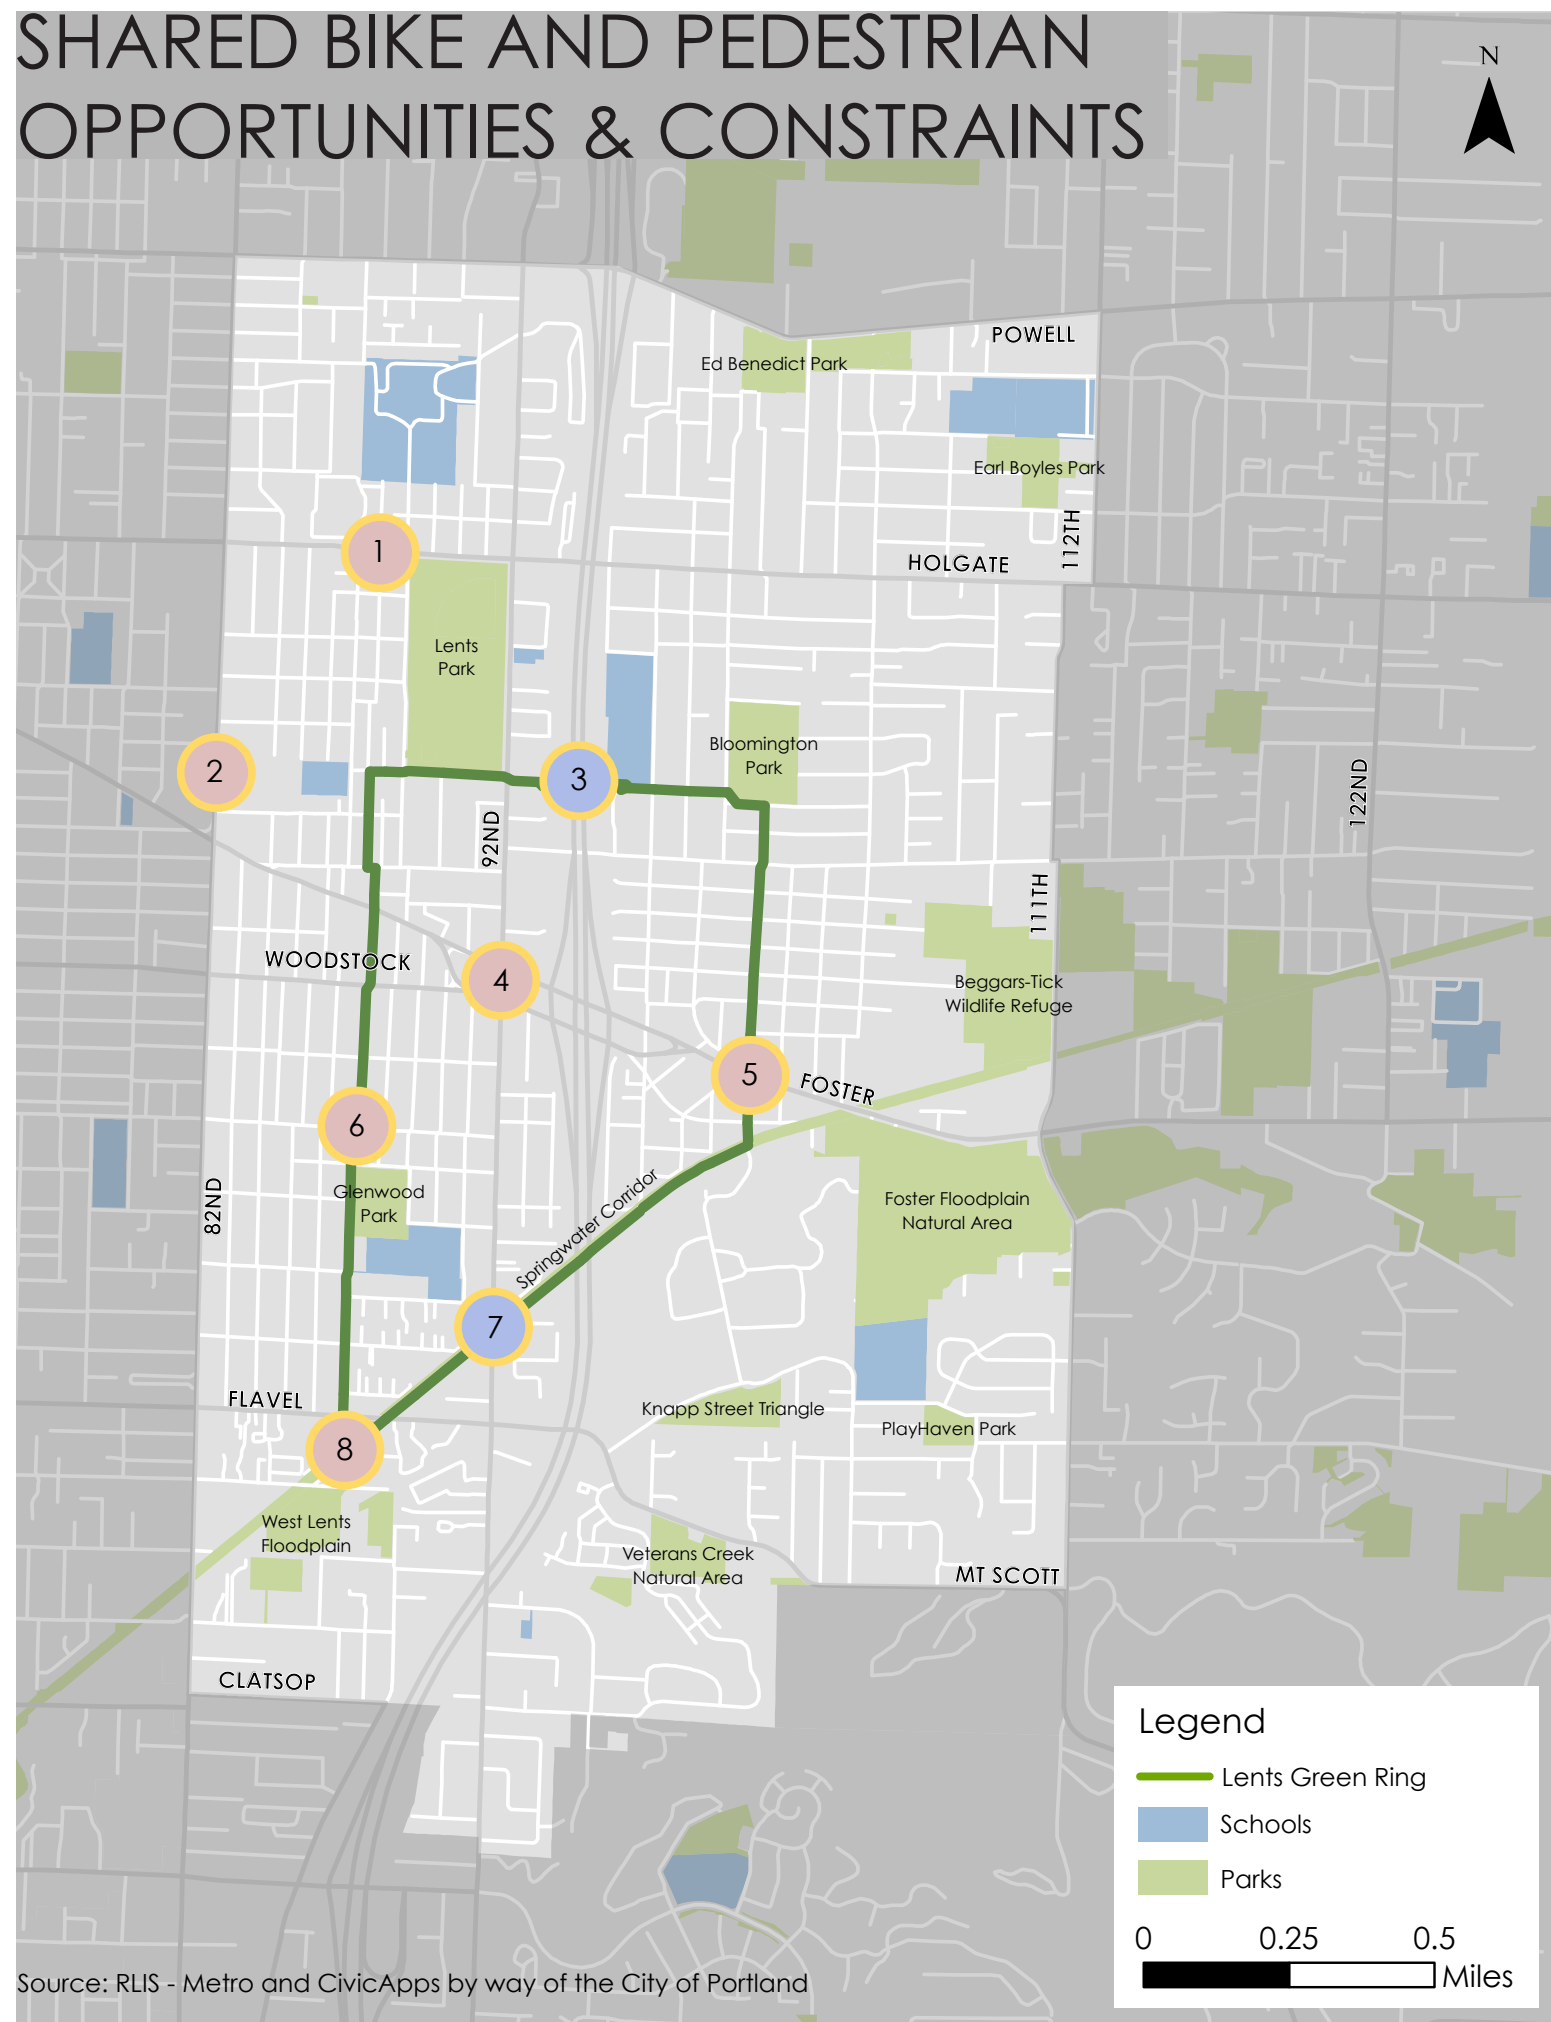 SHARED BIKE AND PEDESTRIAN
OPPORTUNITIES & CONSTRAINTS
N
POWELL
Ed Benedict Park
Earl Boyles Park
112TH
1
HOLGATE
Lents
Park
2
Bloomington
Park
3
122ND
92ND
111TH
WOODSTOCK
4
Beggars-Tick
Wildlife Refuge
5
FOSTER
6
82ND
Glenwood
Park
Springwater Corridor
Foster Floodplain
Natural Area
7
FLAVEL
Knapp Street Triangle
PlayHaven Park
8
West Lents
Floodplain
Veterans Creek
Natural Area
MT SCOTT
CLATSOP
Legend
Lents Green Ring
Schools
Parks
0 0.25 0.5
Miles
Source: RLIS - Metro and CivicApps by way of the City of Portland